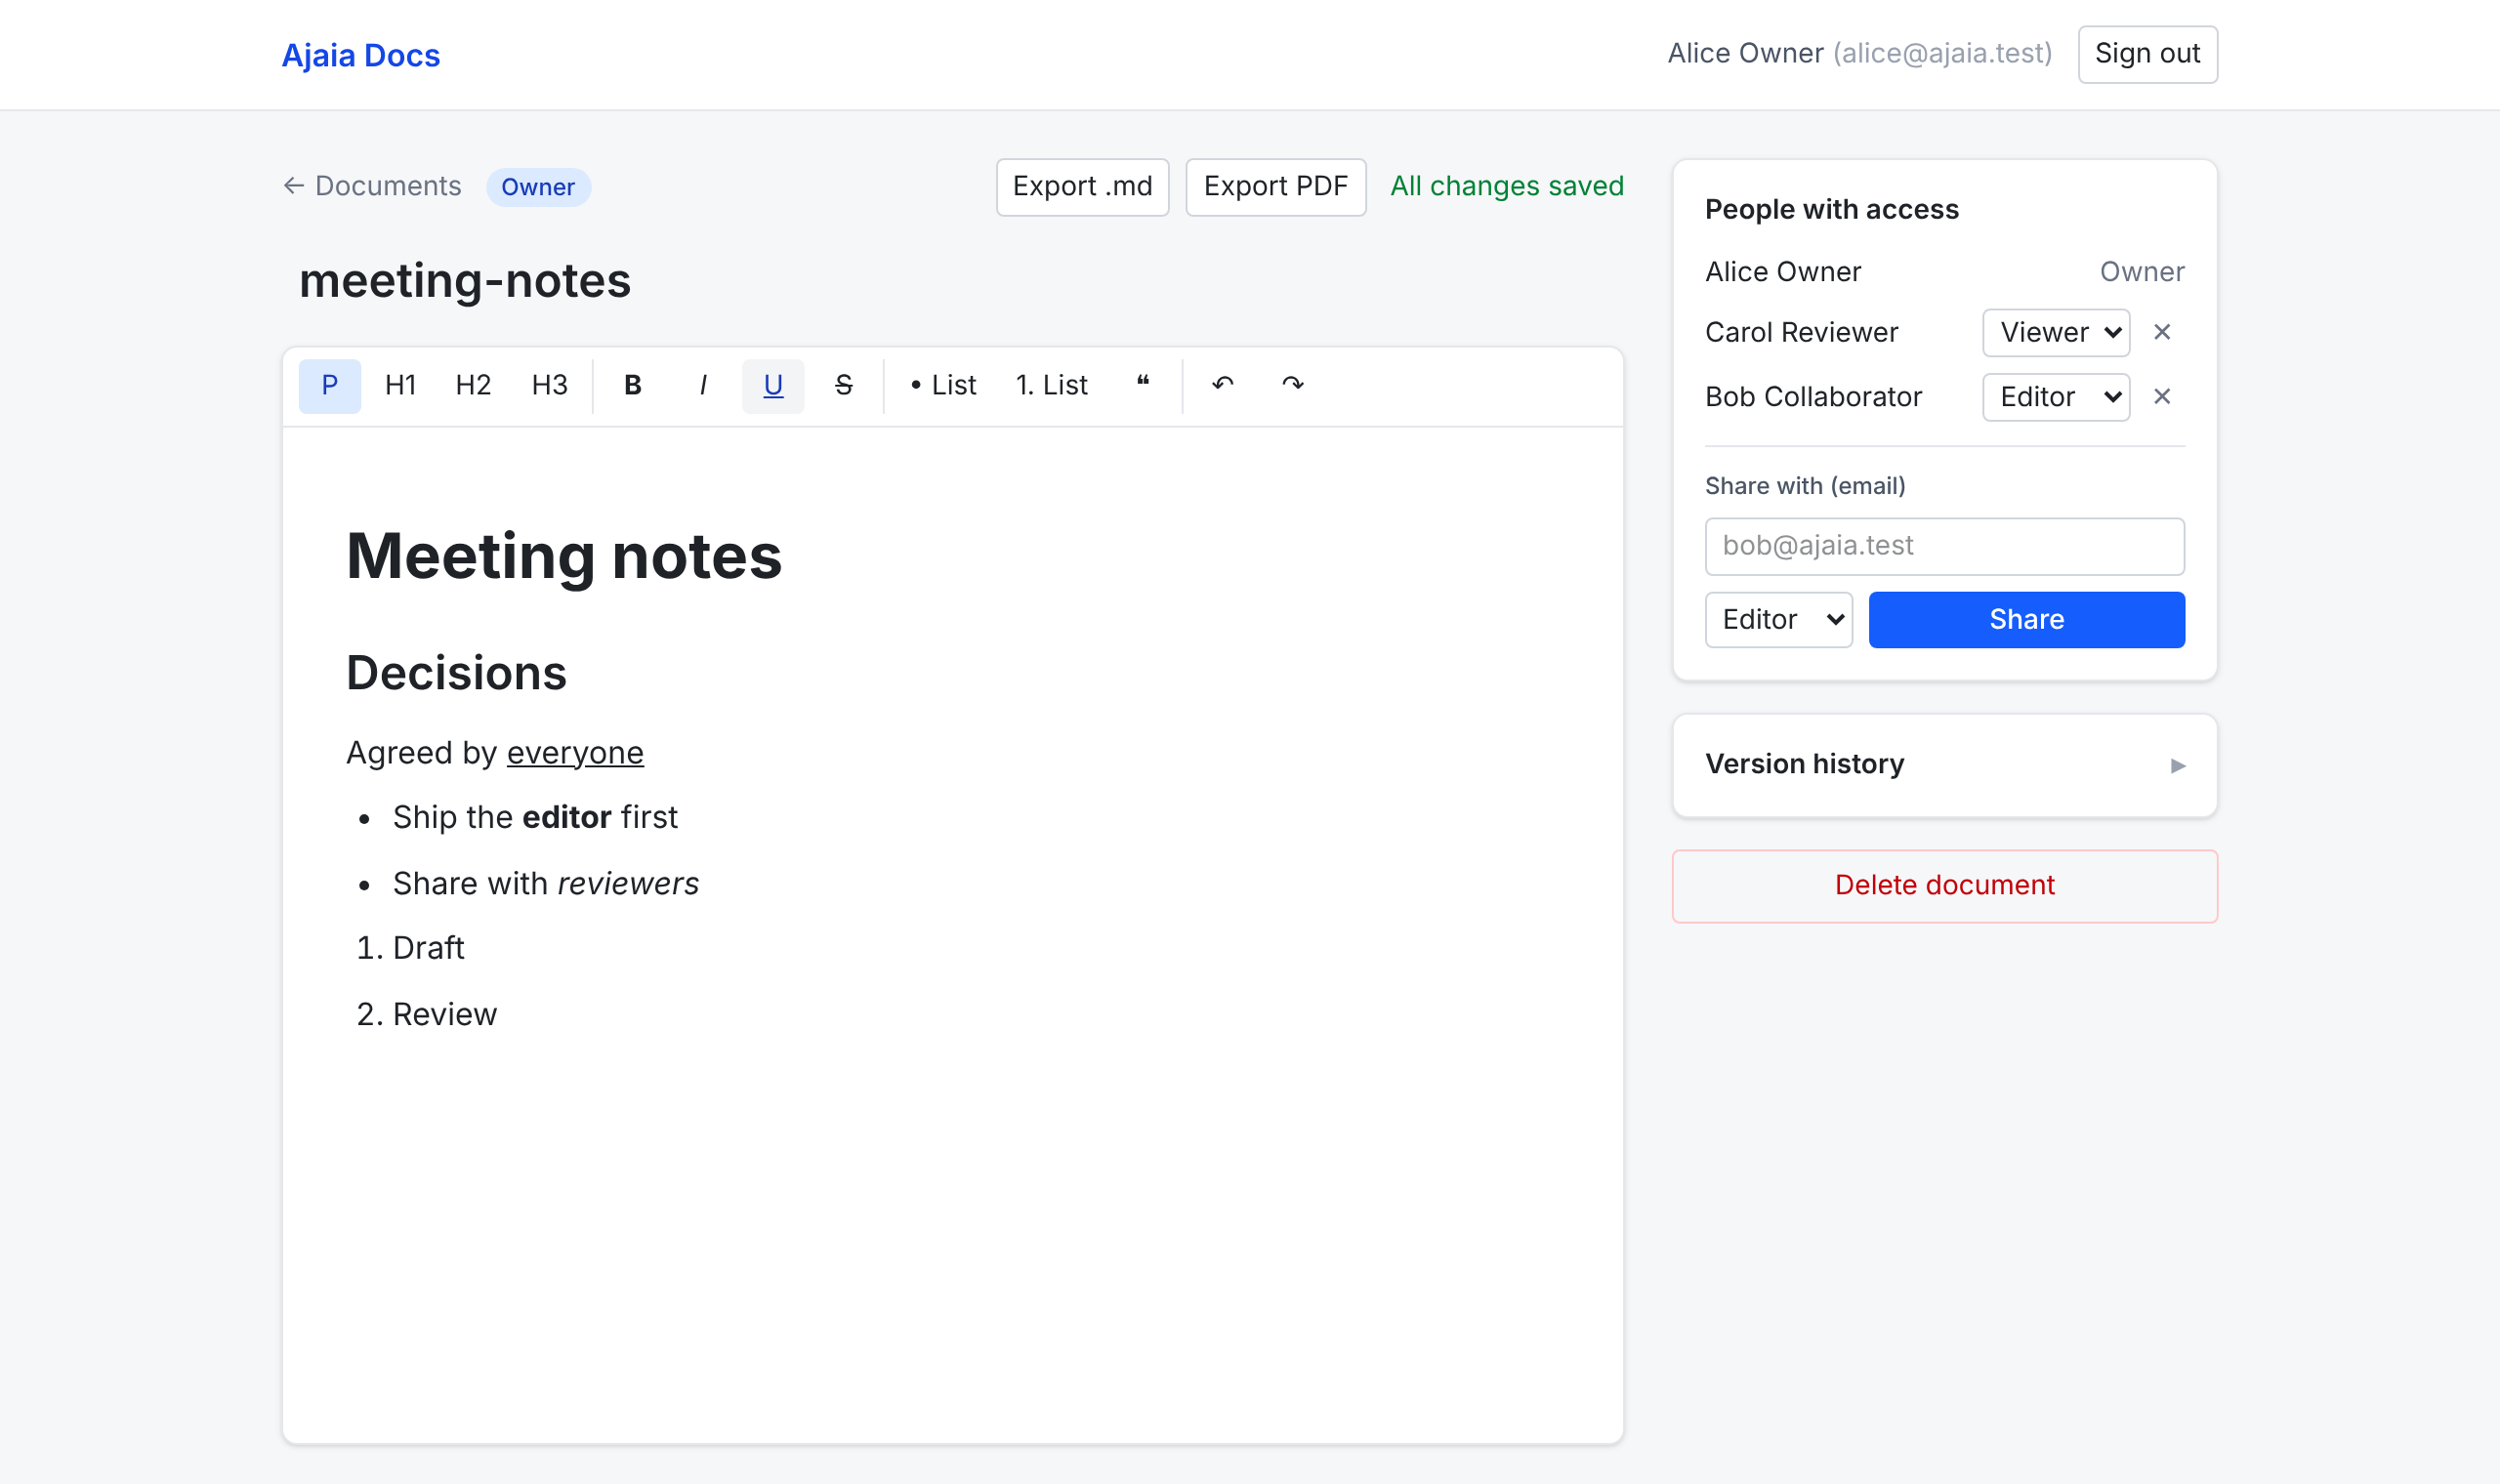 Ajaia Docs
Alice Owner (alice@ajaia.test)
Sign out
← Documents
Owner
Export .md
Export PDF
All changes saved
meeting-notes
P H1 H2 H3 B I U S • List 1. List ❝ ↶ ↷
Meeting notes
Decisions
Agreed by everyone
• Ship the editor first
• Share with reviewers
1. Draft
2. Review
People with access
Alice Owner Owner
Carol Reviewer Viewer ✕
Bob Collaborator Editor ✕
Share with (email)
bob@ajaia.test
Editor Share
Version history ▸
Delete document